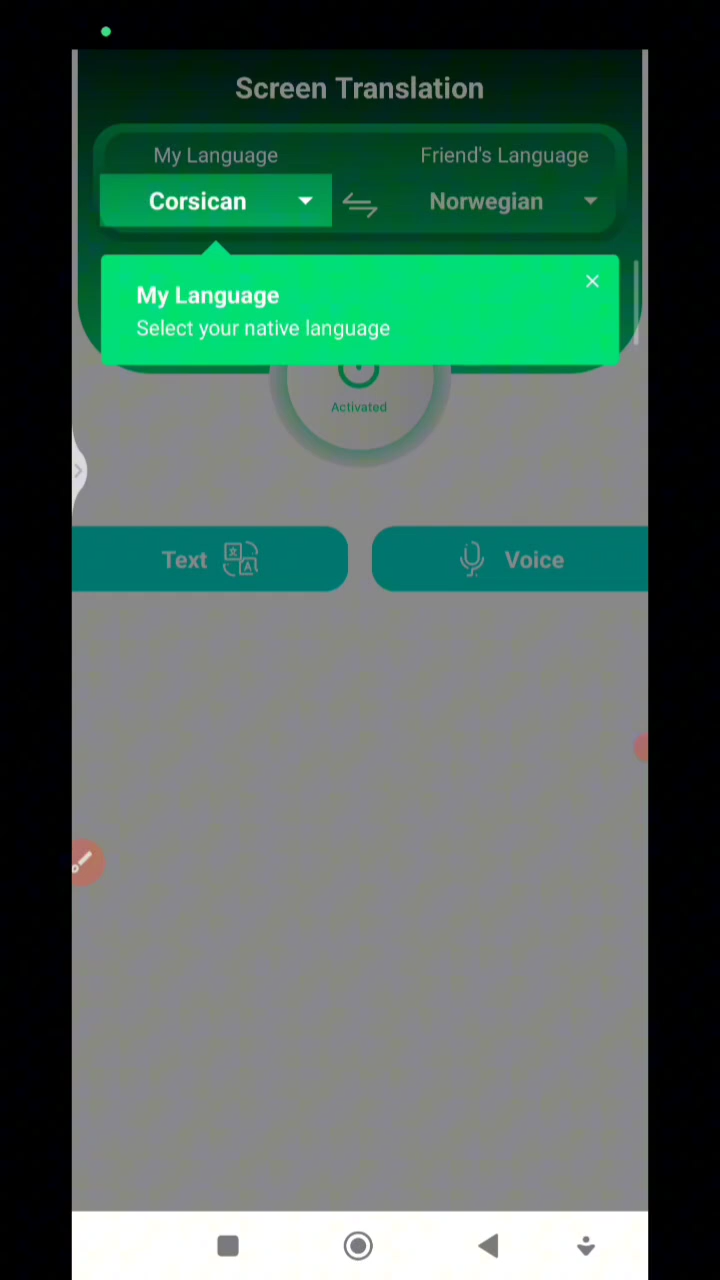 Screen Translation
My Language
Friend's Language
Corsican
Norwegian
My Language
Select your native language
Activated
Text
Voice